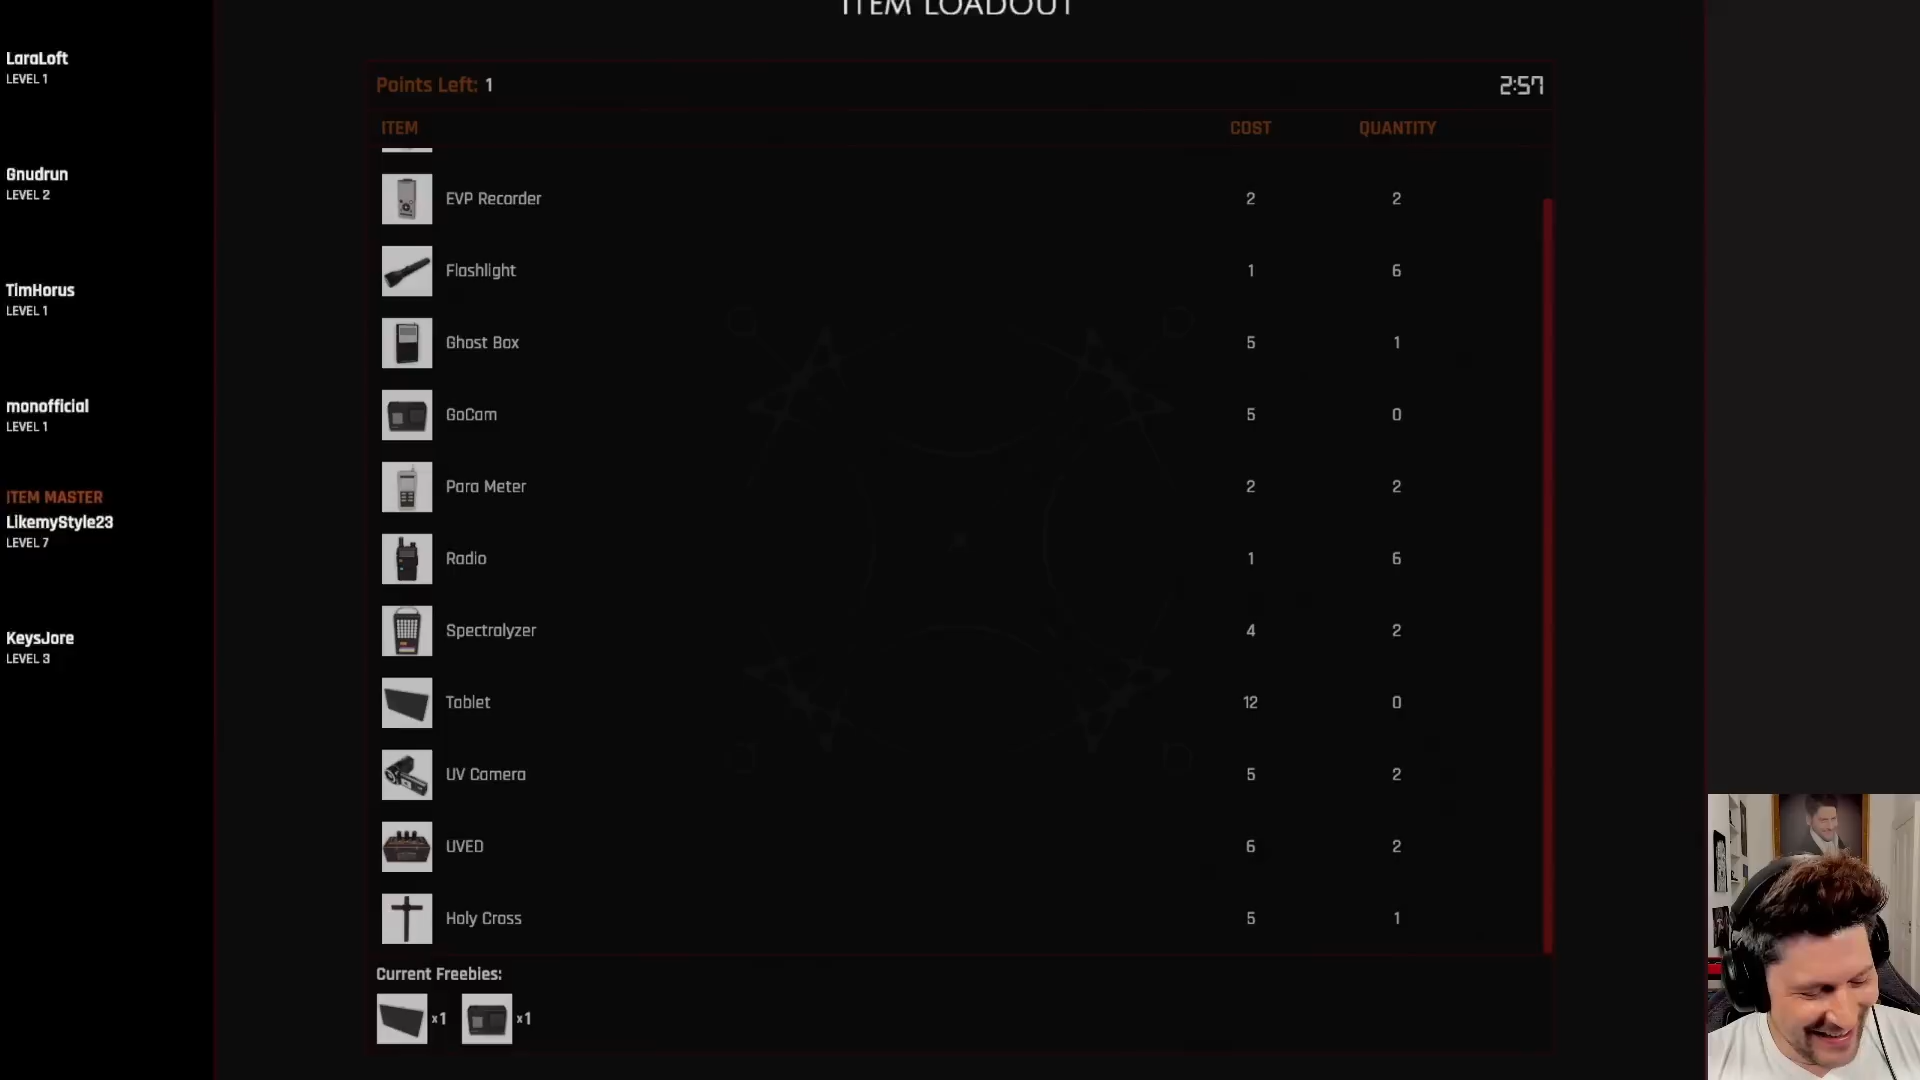 ITEM LOADOUT
LaraLoft
LEVEL 1
Gnudrun
LEVEL 2
TimHorus
LEVEL 1
monofficial
LEVEL 1
ITEM MASTER
LikemyStyle23
LEVEL 7
KeysJore
LEVEL 3
Points Left: 1 2:57
ITEM COST QUANTITY
EVP Recorder 2 2
Flashlight 1 6
Ghost Box 5 1
GoCam 5 0
Para Meter 2 2
Radio 1 6
Spectralyzer 4 2
Tablet 12 0
UV Camera 5 2
UVED 6 2
Holy Cross 5 1
Current Freebies:
x1 x1